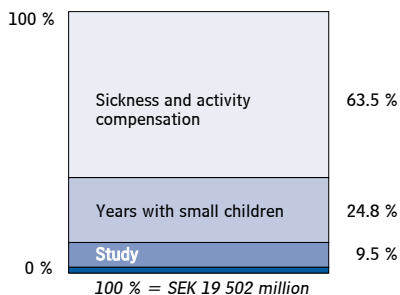 100 %
Sickness and activity
compensation
63.5 %
Years with small children
24.8 %
Study
9.5 %
0 %
100 % = SEK 19 502 million